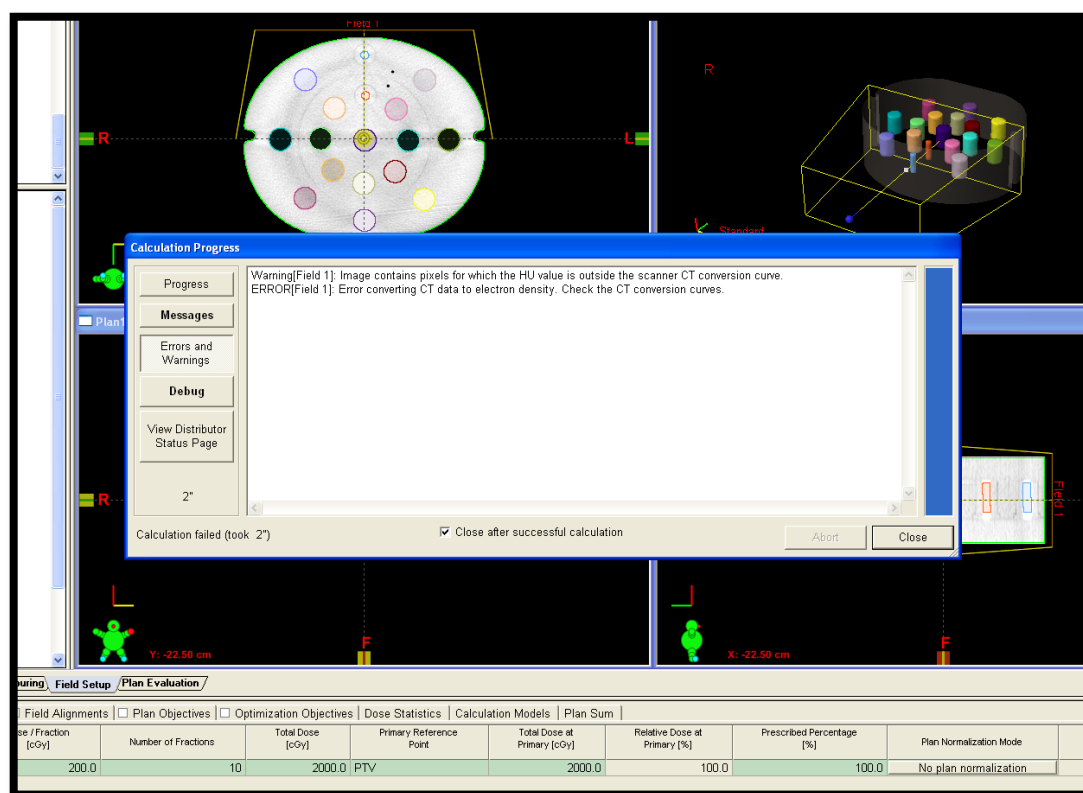 Field 1
R
L
R
Standard
Calculation Progress
Progress
Messages
Errors and
Warnings
Debug
View Distributor
Status Page
2"
Warning[Field 1]: Image contains pixels for which the HU value is outside the scanner CT conversion curve.
ERROR[Field 1]: Error converting CT data to electron density. Check the CT conversion curves.
Calculation failed (took 2")
Close after successful calculation
Abort
Close
Plan1
R
Field 1
F
Y: -22.50 cm
F
X: -22.50 cm
ouring Field Setup Plan Evaluation
Field Alignments Plan Objectives Optimization Objectives Dose Statistics Calculation Models Plan Sum
se / Fraction [cGy] Number of Fractions Total Dose [cGy] Primary Reference Point Total Dose at Primary [cGy] Relative Dose at Primary [%] Prescribed Percentage [%] Plan Normalization Mode
200.0 10 2000.0 PTV 2000.0 100.0 100.0 No plan normalization